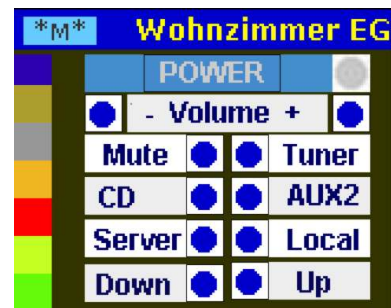 *M* Wohnzimmer EG
POWER
- Volume +
Mute Tuner
CD AUX2
Server Local
Down Up